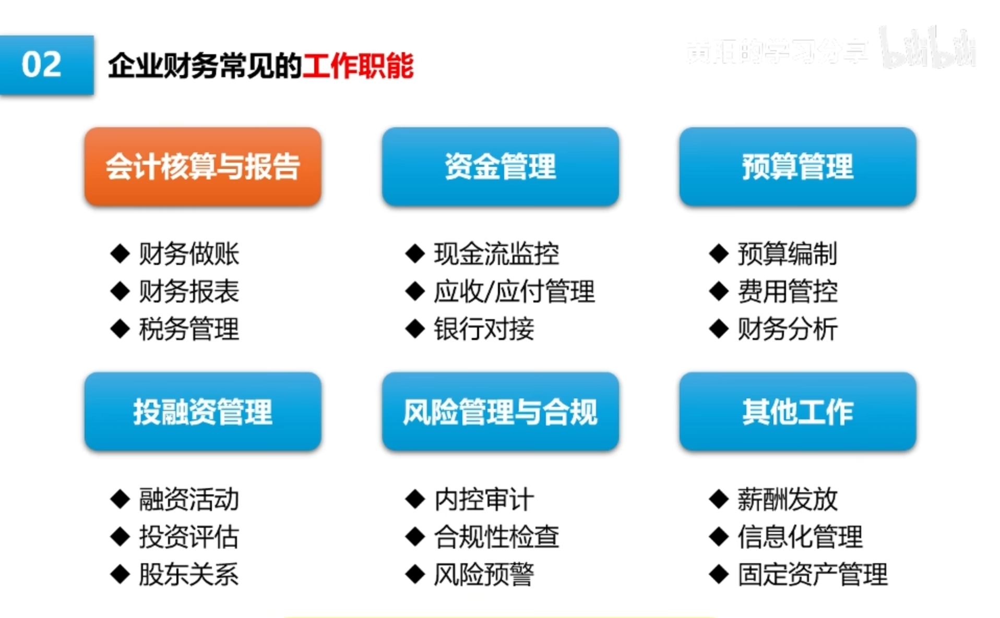 02
企业财务常见的工作职能
黄阳的学习分享 bilibili
会计核算与报告
◆ 财务做账
◆ 财务报表
◆ 税务管理
资金管理
◆ 现金流监控
◆ 应收/应付管理
◆ 银行对接
预算管理
◆ 预算编制
◆ 费用管控
◆ 财务分析
投融资管理
◆ 融资活动
◆ 投资评估
◆ 股东关系
风险管理与合规
◆ 内控审计
◆ 合规性检查
◆ 风险预警
其他工作
◆ 薪酬发放
◆ 信息化管理
◆ 固定资产管理